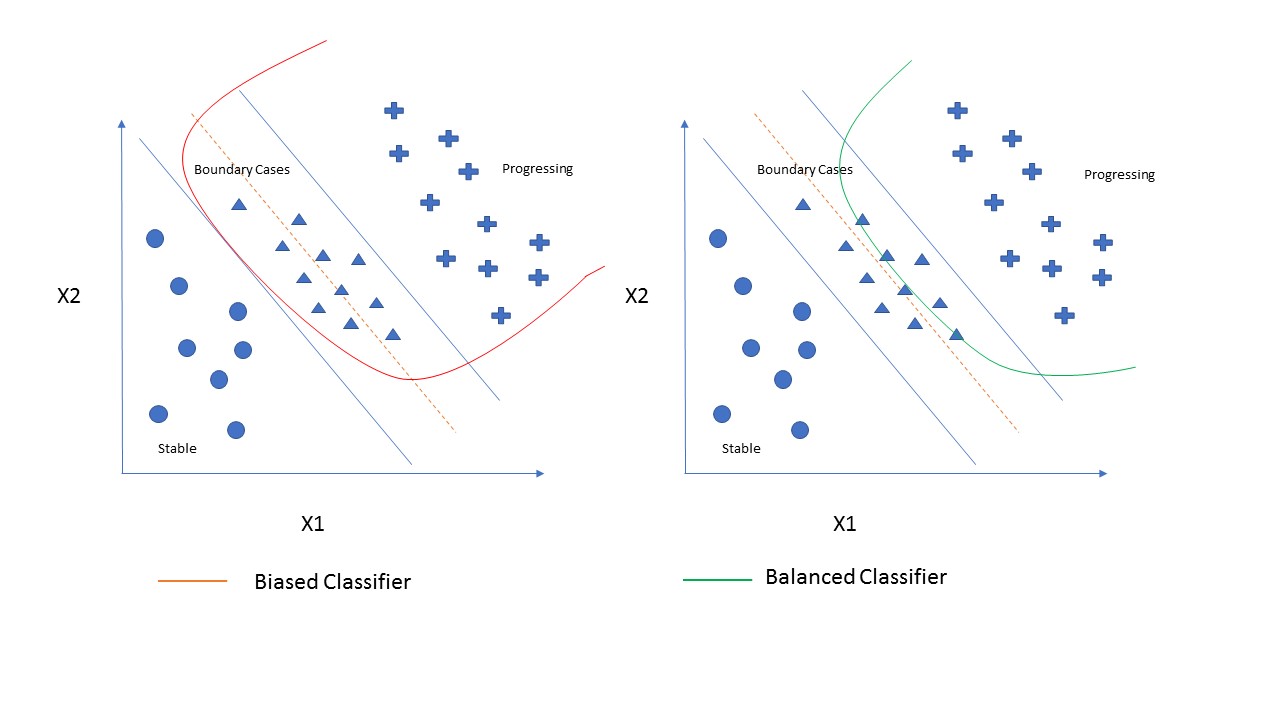 Boundary Cases
Progressing
X2
Stable
X1
Biased Classifier
Boundary Cases
Progressing
X2
Stable
X1
Balanced Classifier